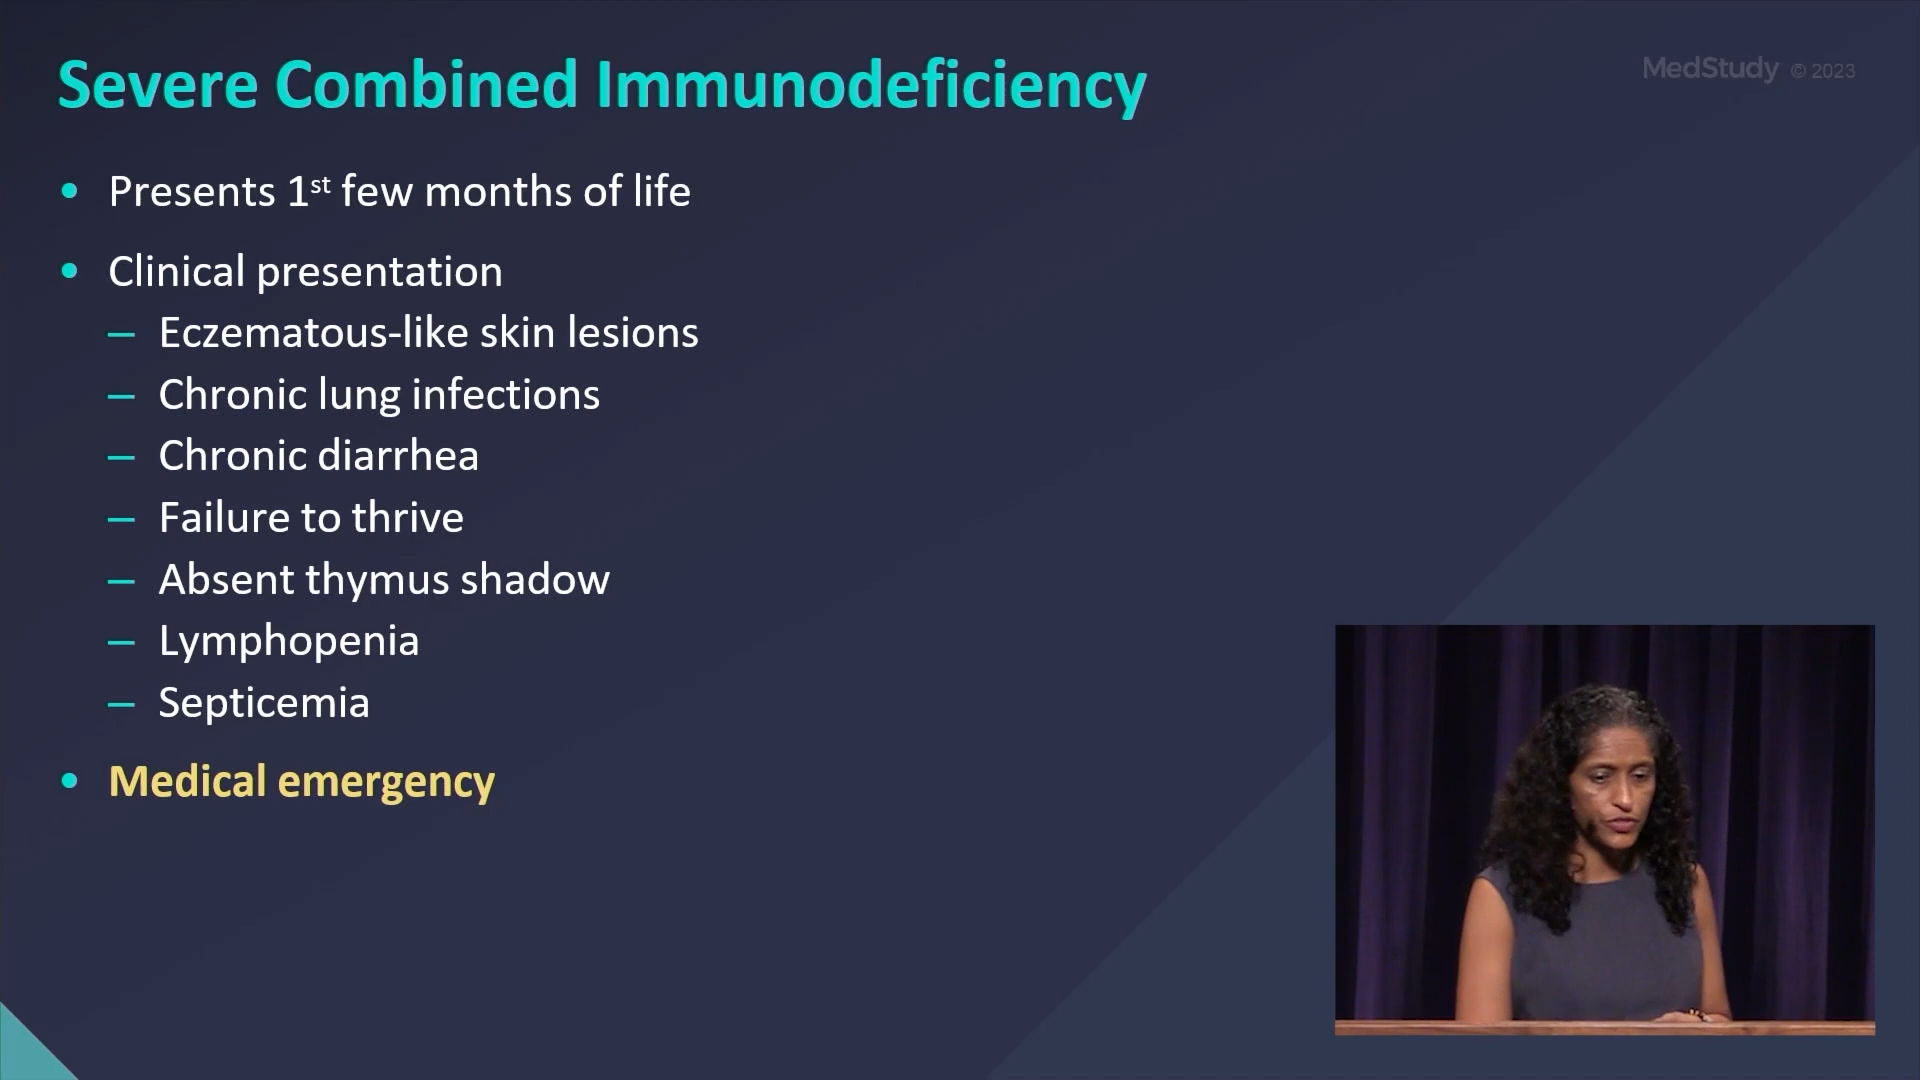 Severe Combined Immunodeficiency
MedStudy © 2023
• Presents 1st few months of life
• Clinical presentation
– Eczematous-like skin lesions
– Chronic lung infections
– Chronic diarrhea
– Failure to thrive
– Absent thymus shadow
– Lymphopenia
– Septicemia
• Medical emergency